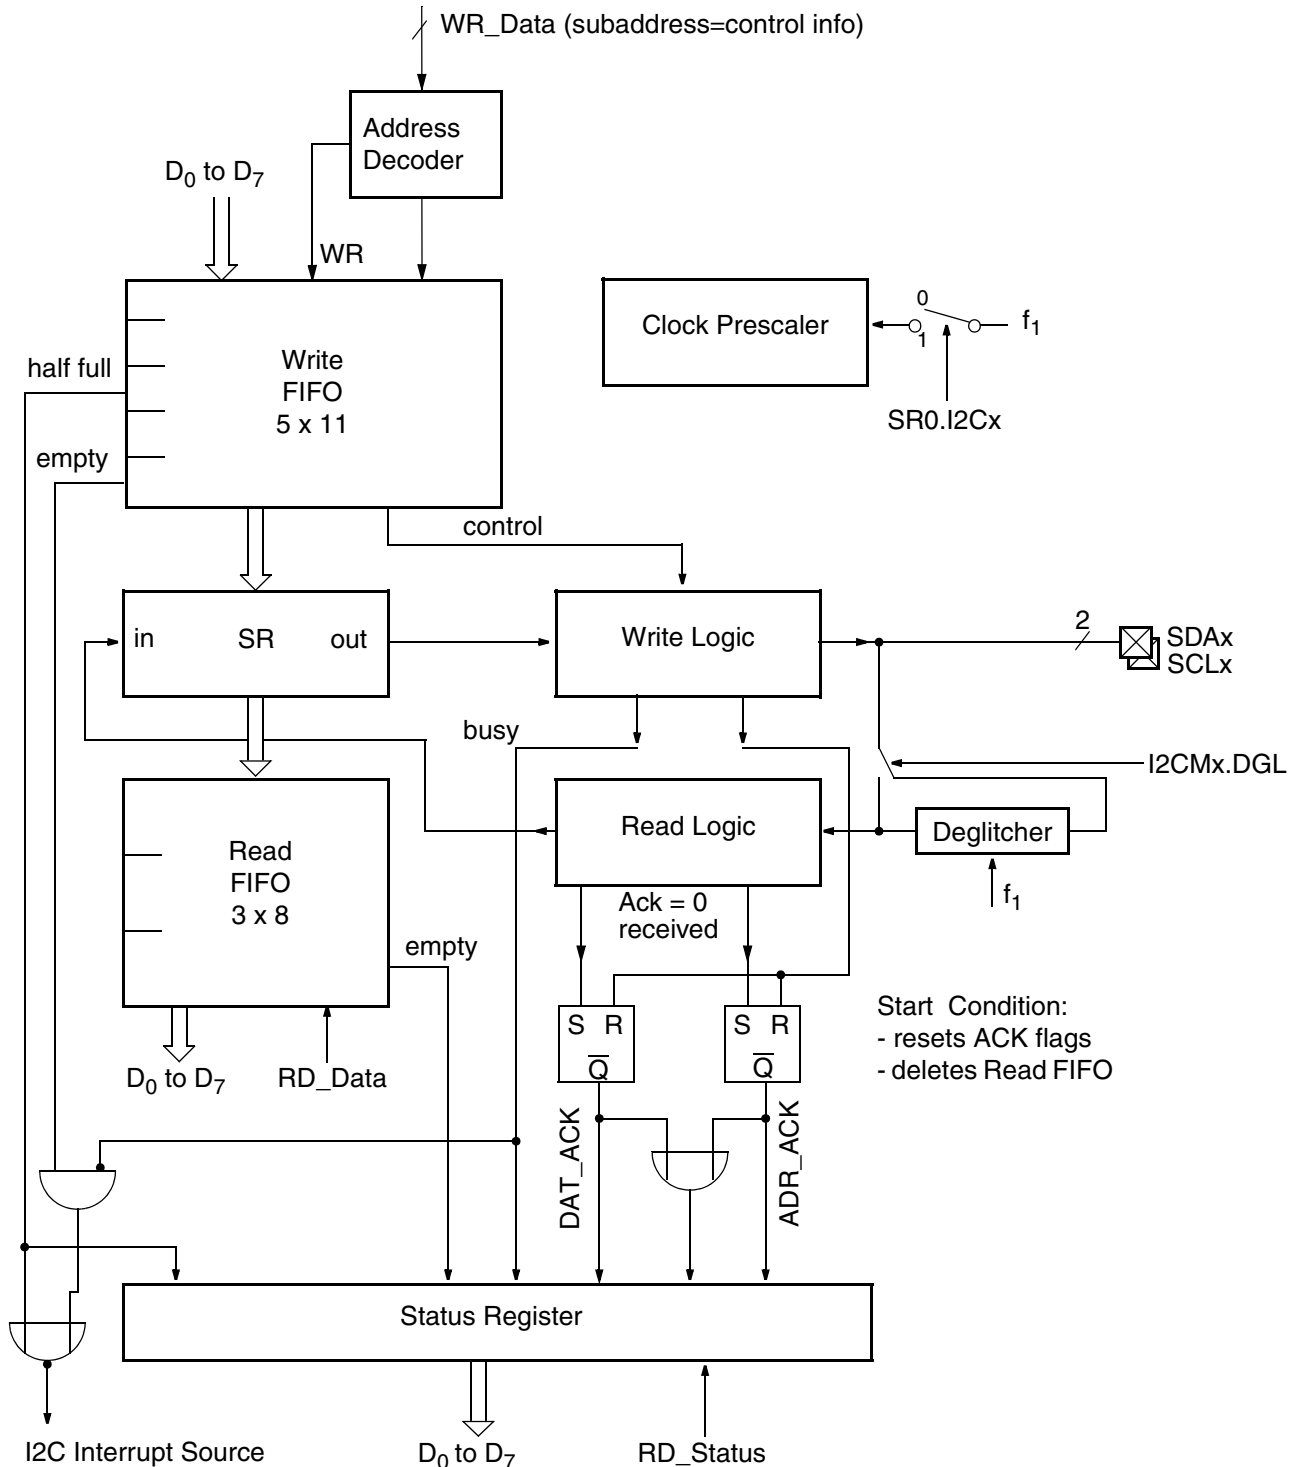 WR_Data (subaddress=control info)
Address
Decoder
D0 to D7
WR
Clock Prescaler
0
1
f1
SR0.I2Cx
half full
Write
FIFO
5 x 11
empty
control
in SR out
Write Logic
2
SDAx
SCLx
busy
I2CMx.DGL
Read Logic
Deglitcher
f1
Read
FIFO
3 x 8
Ack = 0
received
empty
S R
Q
S R
Q
Start Condition:
- resets ACK flags
- deletes Read FIFO
D0 to D7
RD_Data
DAT_ACK
ADR_ACK
Status Register
I2C Interrupt Source
D0 to D7
RD_Status